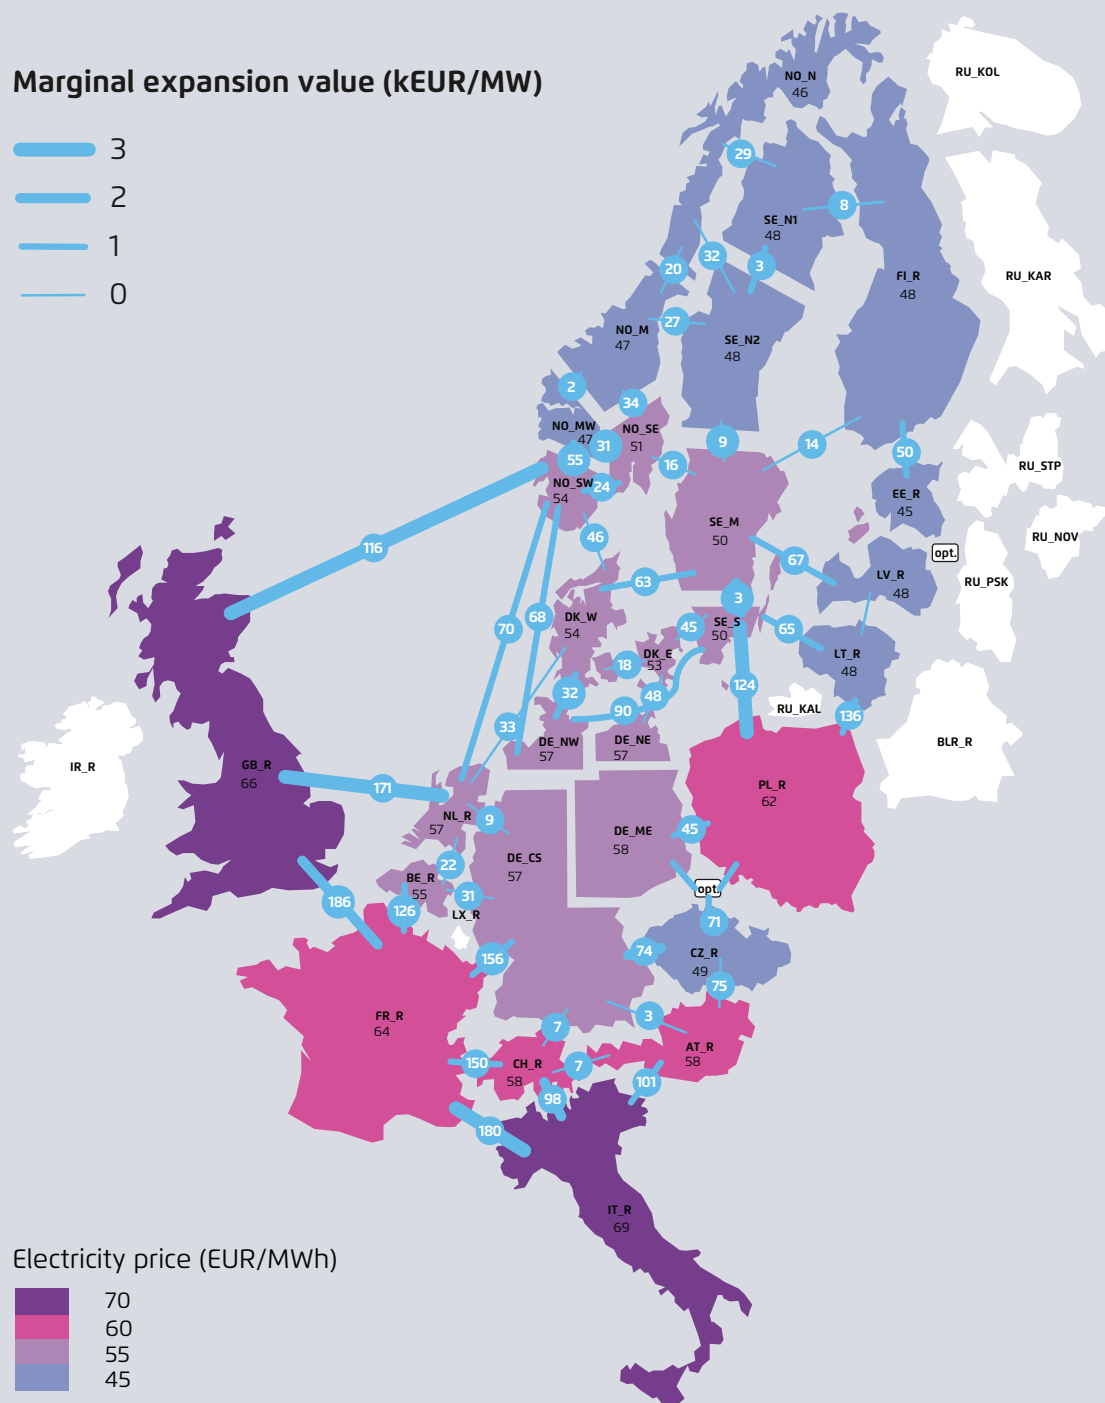 Marginal expansion value (kEUR/MW)
3
2
1
0
RU_KOL
NO_N
46
29
8
SE_N1
48
32
3
20
FI_R
48
RU_KAR
27
NO_M
47
SE_N2
48
2
34
NO_MW
47
NO_SE
51
31
9
14
50
55
16
RU_STP
NO_SW
54
24
EE_R
45
SE_M
50
46
RU_NOV
116
opt.
67
LV_R
48
RU_PSK
63
3
DK_W
54
68
70
45
SE_S
50
65
DK_E
53
LT_R
48
18
124
32
48
RU_KAL
136
90
33
DE_NW
57
DE_NE
57
BLR_R
IR_R
GB_R
66
171
PL_R
62
NL_R
57
9
DE_ME
58
45
DE_CS
57
22
BE_R
55
31
opt.
186
126
LX_R
71
156
74
CZ_R
49
75
FR_R
64
3
7
AT_R
58
150
CH_R
58
7
101
98
180
IT_R
69
Electricity price (EUR/MWh)
70
60
55
45